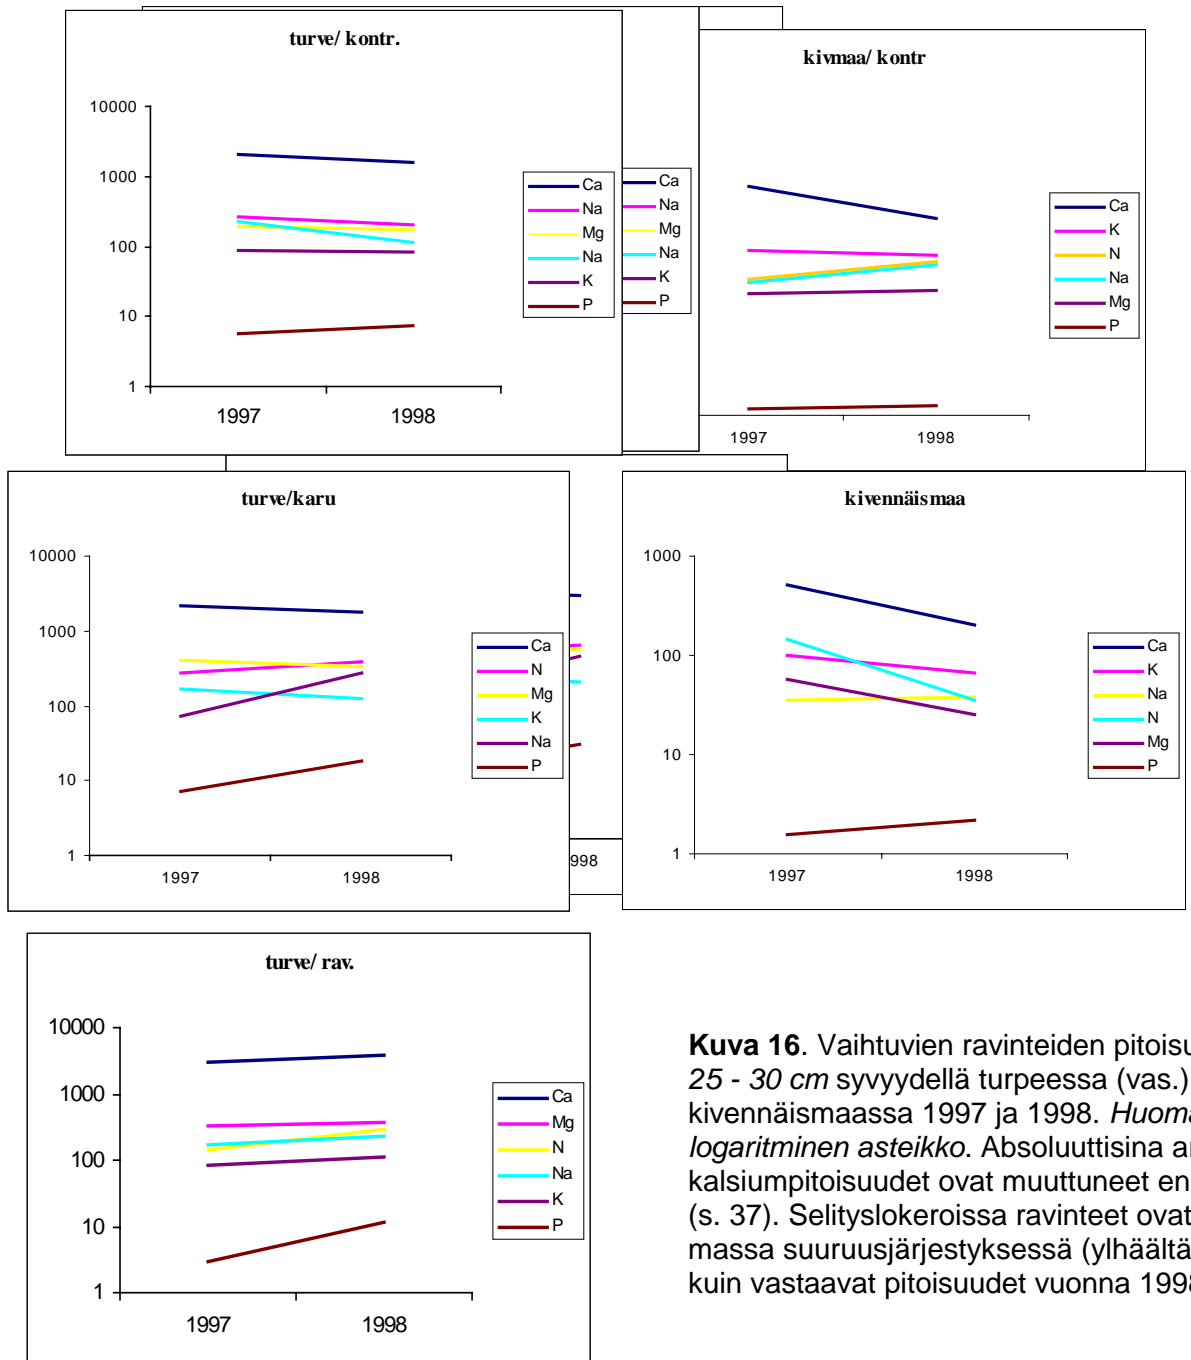 turve/ kontr.
10000
1000
100
10
1
1997
1998
Ca
Na
Mg
Na
K
P
Ca
Na
Mg
Na
K
P
kivmaa/ kontr
Ca
K
N
Na
Mg
P
1997
1998
turve/karu
10000
1000
100
10
1
1997
1998
Ca
N
Mg
K
Na
P
998
kivennäismaa
1000
100
10
1
1997
1998
Ca
K
Na
N
Mg
P
turve/ rav.
10000
1000
100
10
1
1997
1998
Ca
Mg
N
Na
K
P
Kuva 16. Vaihtuvien ravinteiden pitoisu
25 - 30 cm syvyydellä turpeessa (vas.)
kivennäismaassa 1997 ja 1998. Huoma
logaritminen asteikko. Absoluuttisina ar
kalsiumpitoisuudet ovat muuttuneet en
(s. 37). Selityslokeroissa ravinteet ovat
massa suuruusjärjestyksessä (ylhäältä
kuin vastaavat pitoisuudet vuonna 1998